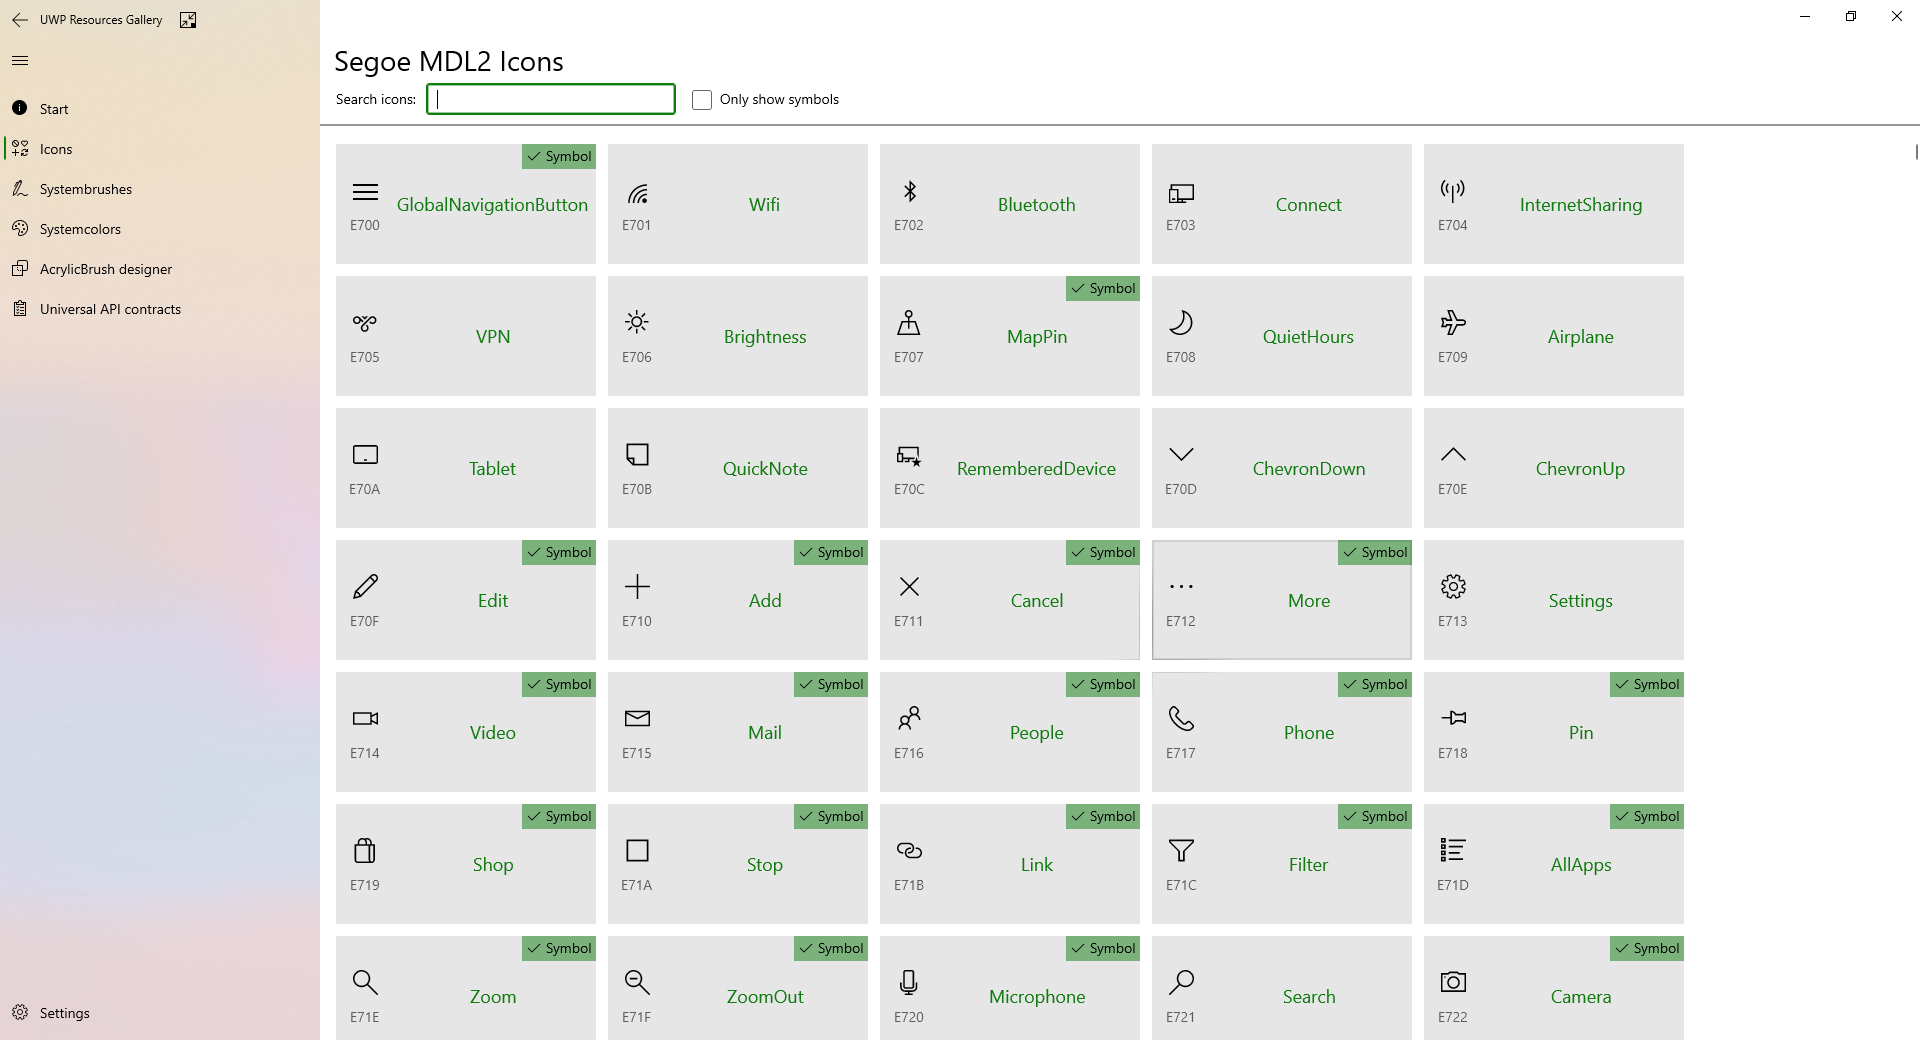 UWP Resources Gallery
Start
Icons
Systembrushes
Systemcolors
AcrylicBrush designer
Universal API contracts
Settings
Segoe MDL2 Icons
Search icons:
Only show symbols
Symbol
GlobalNavigationButton
E700
Wifi
E701
Bluetooth
E702
Connect
E703
InternetSharing
E704
VPN
E705
Brightness
E706
Symbol
MapPin
E707
QuietHours
E708
Airplane
E709
Tablet
E70A
QuickNote
E70B
RememberedDevice
E70C
ChevronDown
E70D
ChevronUp
E70E
Symbol
Edit
E70F
Symbol
Add
E710
Symbol
Cancel
E711
Symbol
More
E712
Settings
E713
Symbol
Video
E714
Symbol
Mail
E715
Symbol
People
E716
Symbol
Phone
E717
Symbol
Pin
E718
Symbol
Shop
E719
Symbol
Stop
E71A
Symbol
Link
E71B
Symbol
Filter
E71C
Symbol
AllApps
E71D
Symbol
Zoom
E71E
Symbol
ZoomOut
E71F
Symbol
Microphone
E720
Search
E721
Symbol
Camera
E722